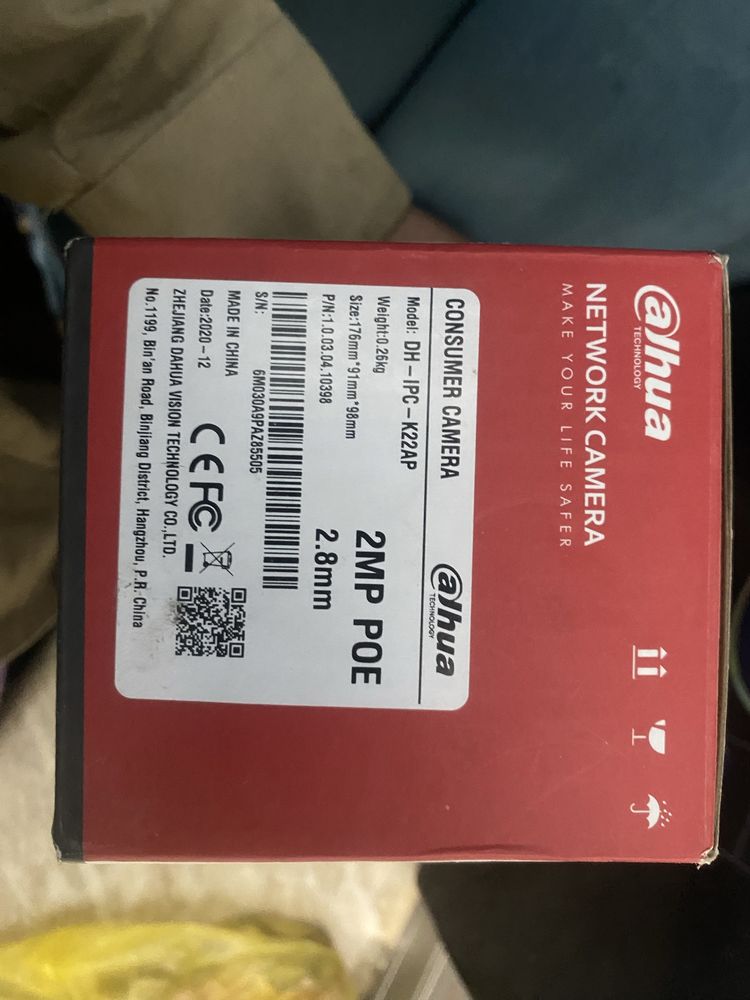 alhua
TECHNOLOGY
NETWORK CAMERA
MAKE YOUR LIFE SAFER
CONSUMER CAMERA
alhua
TECHNOLOGY
Model: DH-IPC-K22AP
Weight:0.26kg
Size:176mm*91mm*98mm
2MP POE
P/N:1.0.03.04.10398
2.8mm
S/N:
6M030A9PAZ85505
MADE IN CHINA
Date:2020-12
CE FC
ZHEJIANG DAHUA VISION TECHNOLOGY CO.,LTD.
No.1199, Bin'an Road, Binjiang District, Hangzhou, P.R. China